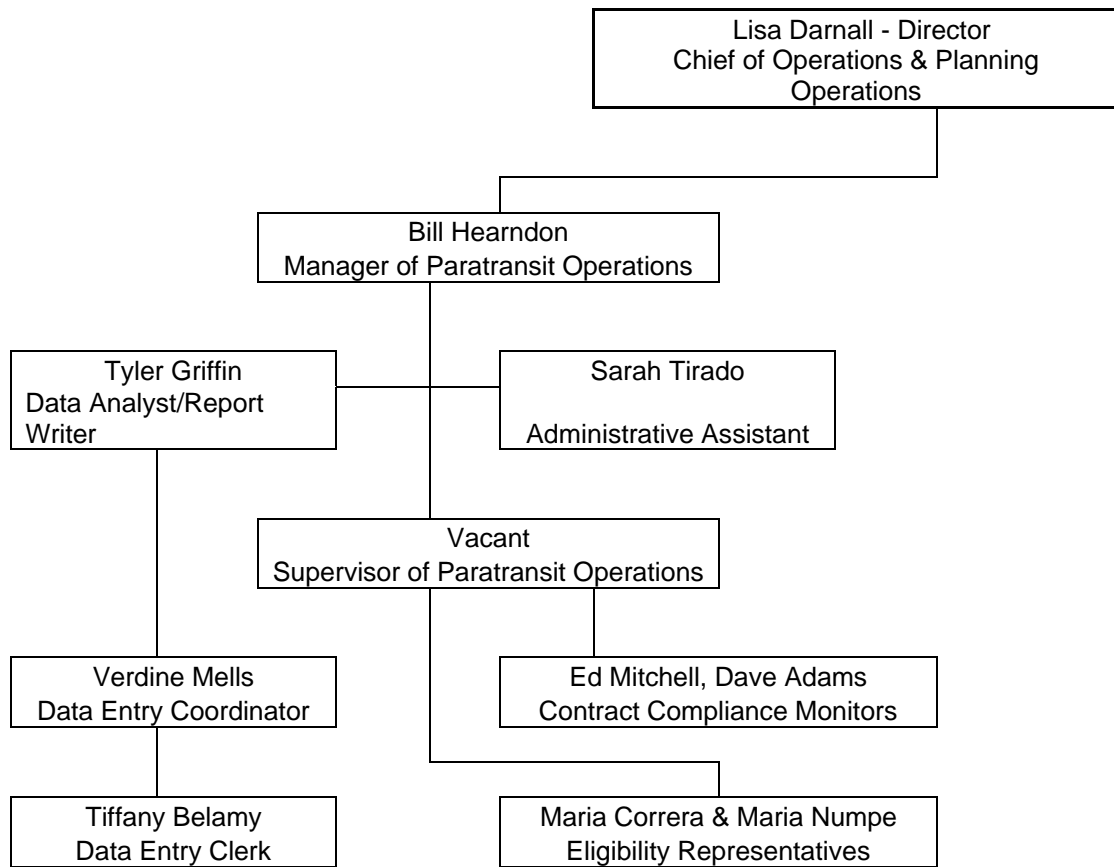 Lisa Darnall - Director
Chief of Operations & Planning
Operations
Bill Hearndon
Manager of Paratransit Operations
Tyler Griffin
Data Analyst/Report
Writer
Sarah Tirado
Administrative Assistant
Vacant
Supervisor of Paratransit Operations
Verdine Mells
Data Entry Coordinator
Ed Mitchell, Dave Adams
Contract Compliance Monitors
Tiffany Belamy
Data Entry Clerk
Maria Correra & Maria Numpe
Eligibility Representatives